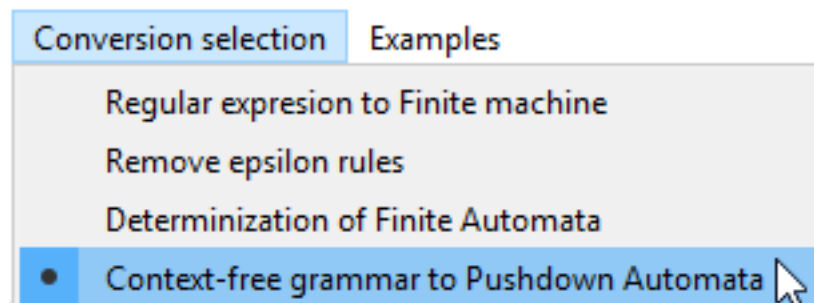 Conversion selection Examples
Regular expresion to Finite machine
Remove epsilon rules
Determinization of Finite Automata
Context-free grammar to Pushdown Automata